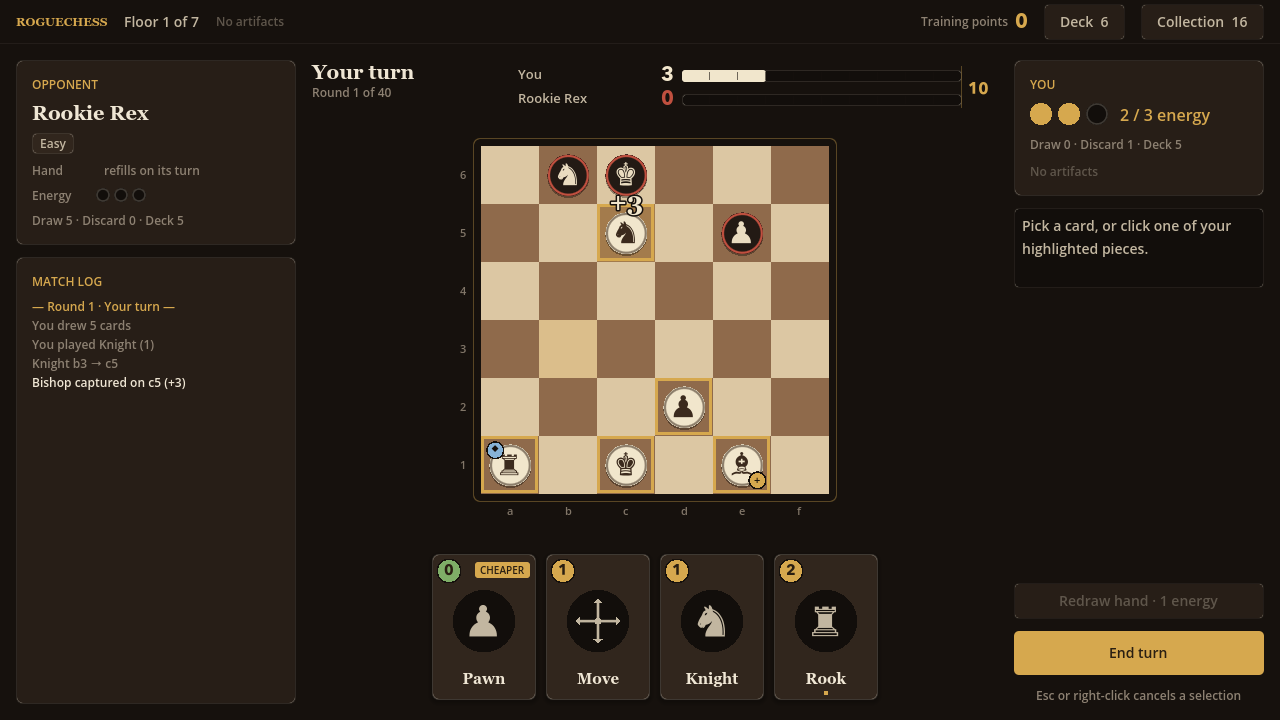 ROGUECHESS
Floor 1 of 7
No artifacts
Training points 0
Deck 6
Collection 16
OPPONENT
Rookie Rex
Easy
Hand refills on its turn
Energy
Draw 5 · Discard 0 · Deck 5
MATCH LOG
— Round 1 · Your turn —
You drew 5 cards
You played Knight (1)
Knight b3 → c5
Bishop captured on c5 (+3)
Your turn
Round 1 of 40
You 3
Rookie Rex 0
10
6
5
4
3
2
1
+3
a b c d e f
0 CHEAPER
Pawn
1
Move
1
Knight
2
Rook
YOU
2 / 3 energy
Draw 0 · Discard 1 · Deck 5
No artifacts
Pick a card, or click one of your
highlighted pieces.
Redraw hand · 1 energy
End turn
Esc or right-click cancels a selection